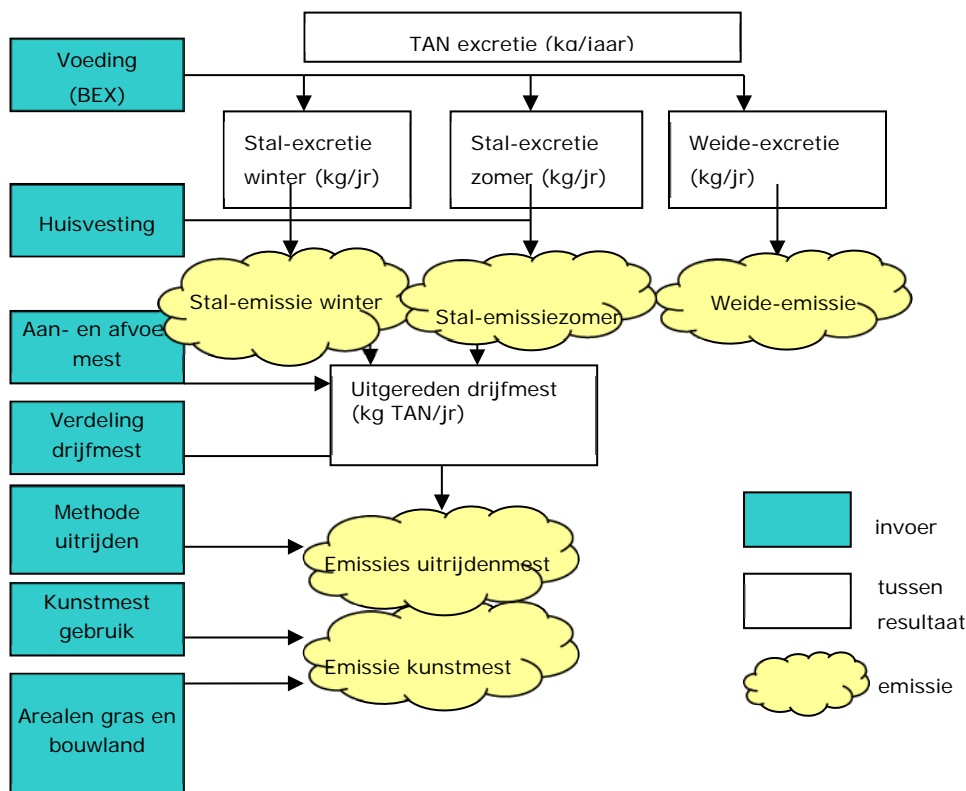 TAN excretie (kg/jaar)
Voeding
(BEX)
Stal-excretie
winter (kg/jr)
Stal-excretie
zomer (kg/jr)
Weide-excretie
(kg/jr)
Huisvesting
Stal-emissie winter
Stal-emissiezomer
Weide-emissie
Aan- en afvoe
mest
Uitgereden drijfmest
(kg TAN/jr)
Verdeling
drijfmest
Methode
uitrijden
Emissies uitrijdenmest
Kunstmest
gebruik
Emissie kunstmest
Arealen gras en
bouwland
invoer
tussen
resultaat
emissie